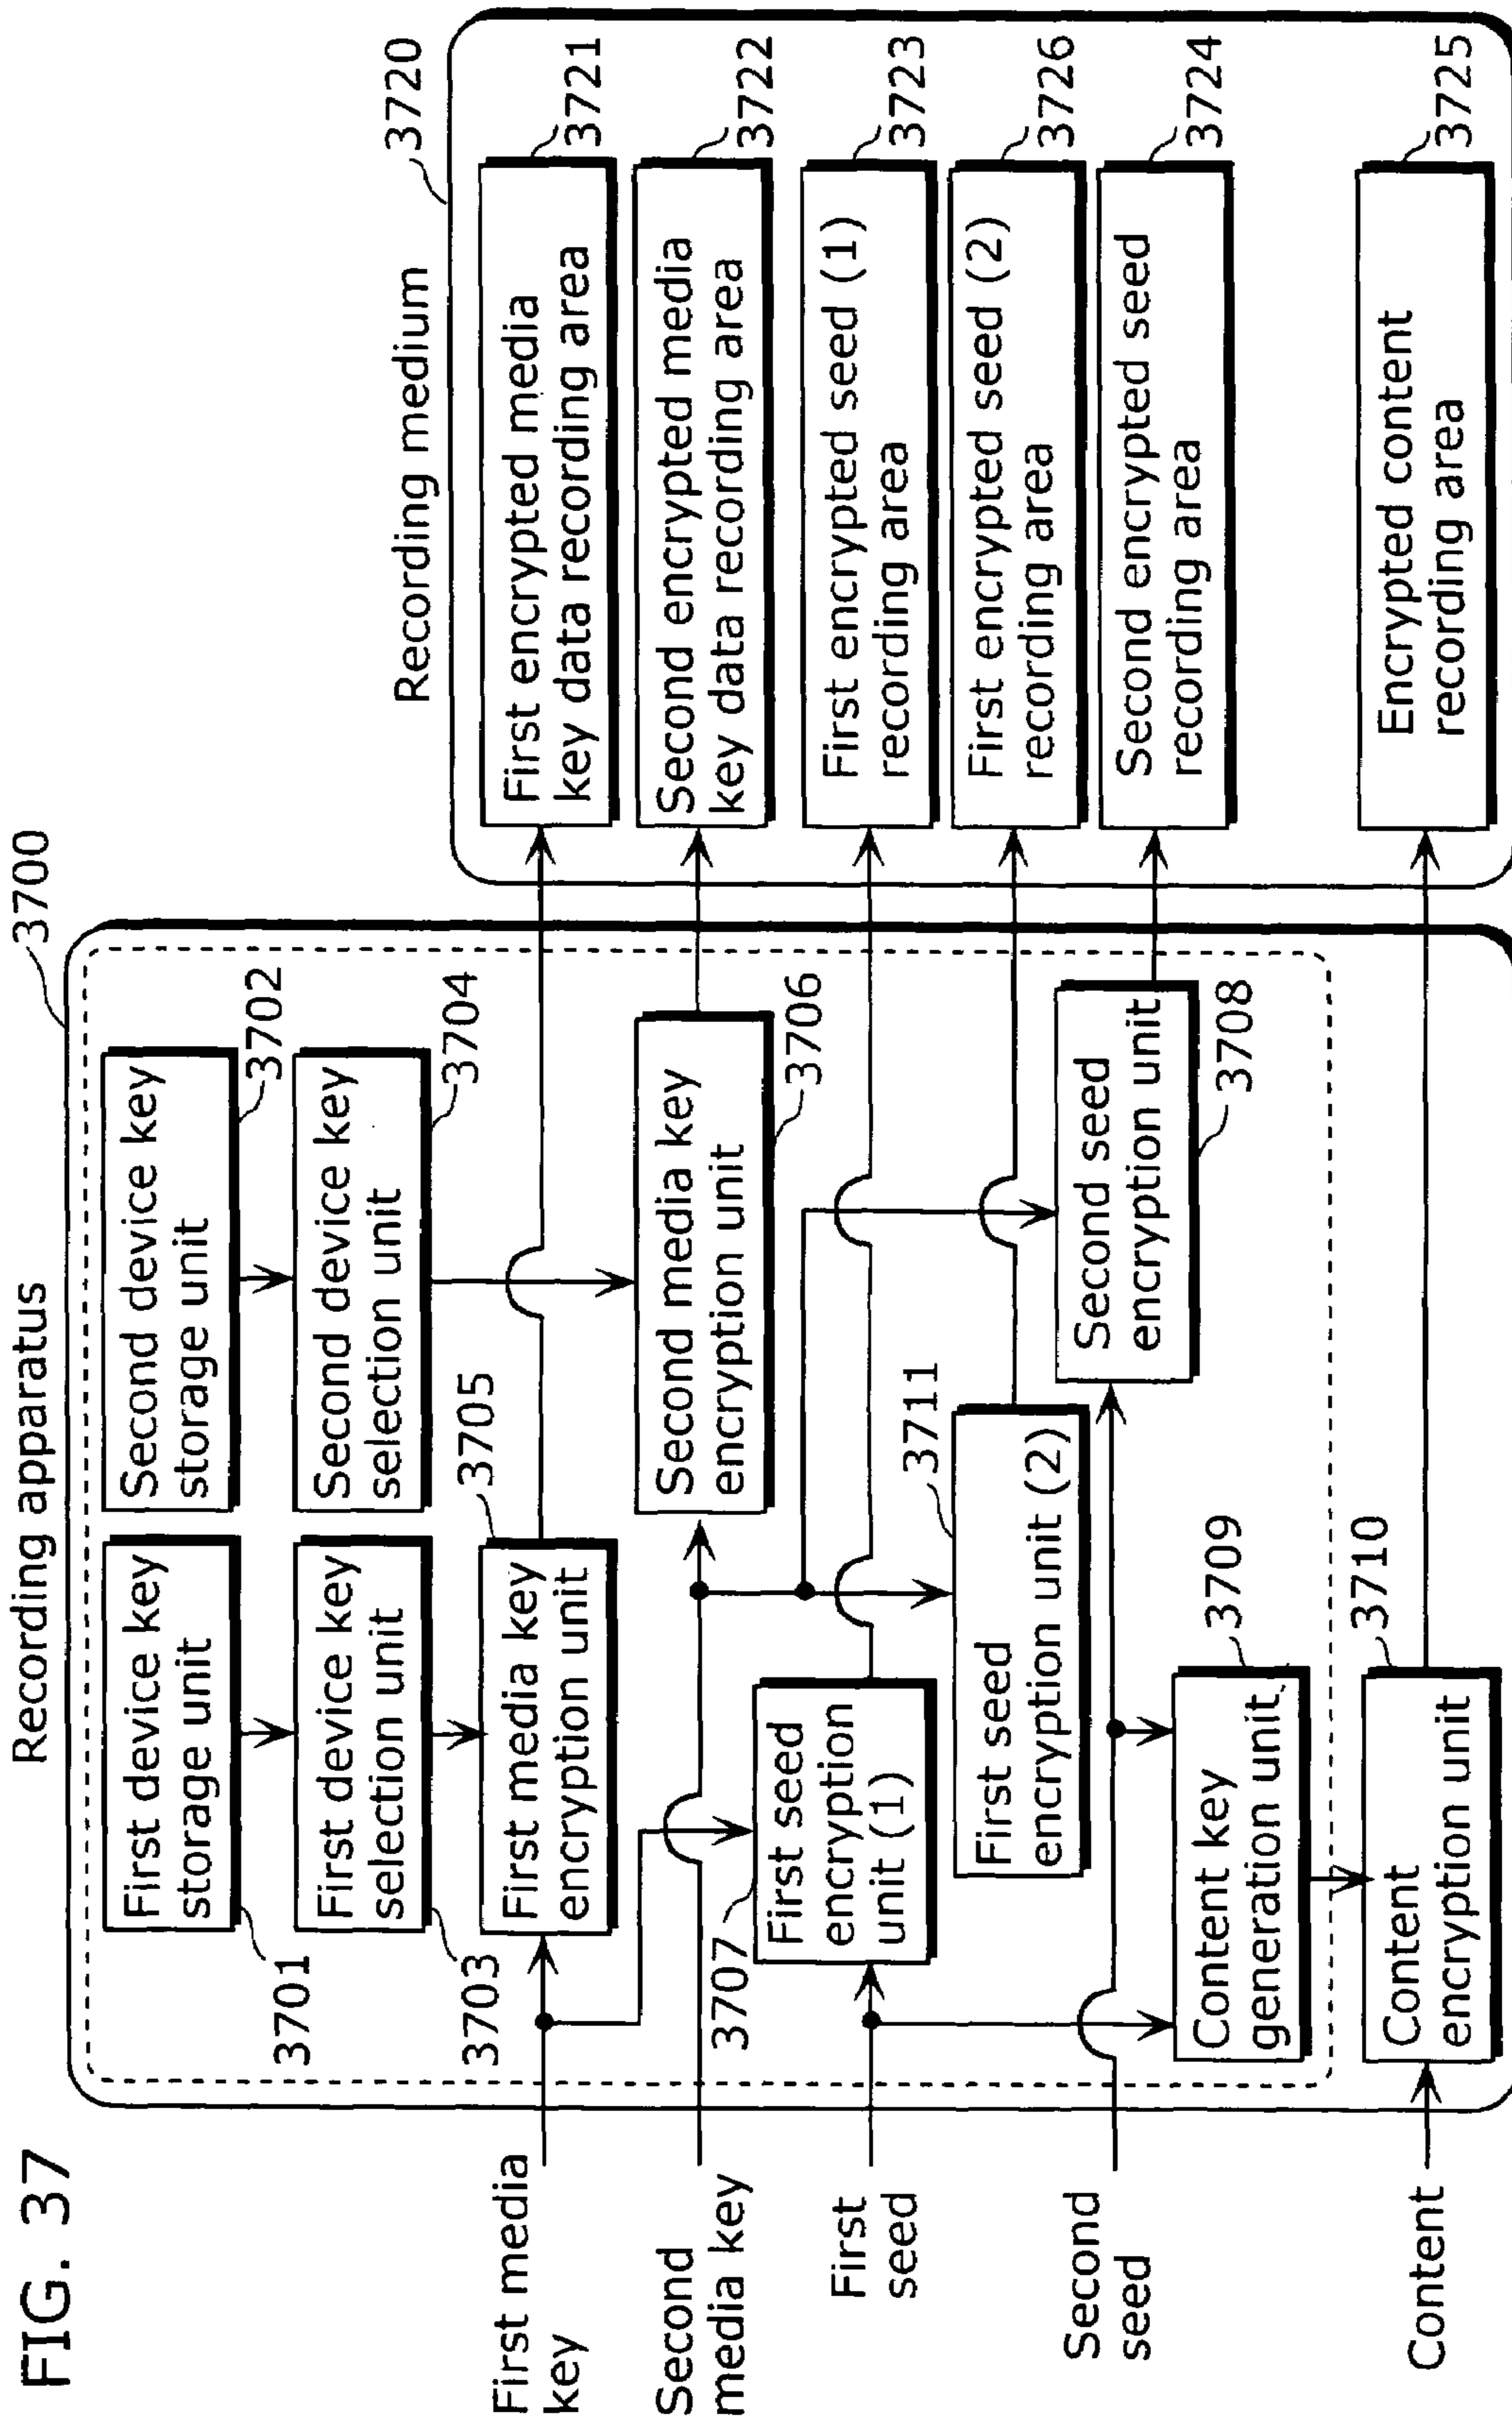 FIG. 37
Recording apparatus
3700
First device key
storage unit
3701
Second device key
storage unit
3702
First device key
selection unit
3703
Second device key
selection unit
3704
First media key
encryption unit
3705
Second media key
encryption unit
3706
3707
First seed
encryption
unit (1)
3711
First seed
encryption unit (2)
Second seed
encryption unit
3708
Content key
generation unit
3709
3710
Content
encryption unit
First media
key
Second
media key
First
seed
Second
seed
Content
Recording medium
3720
First encrypted media
key data recording area
3721
Second encrypted media
key data recording area
3722
First encrypted seed (1)
recording area
3723
First encrypted seed (2)
recording area
3726
Second encrypted seed
recording area
3724
Encrypted content
recording area
3725